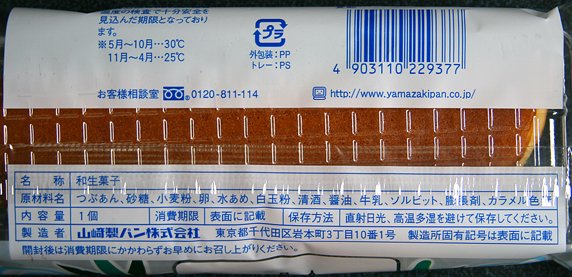 温度の検査で十分安全を
見込んだ期限となっており
ます。
※5月〜10月…30℃
11月〜4月…25℃
プラ
外包装:PP
トレー:PS
4 903110 229377
お客様相談室 0120-811-114
http://www.yamazakipan.co.jp/
名 称 和生菓子
原材料名 つぶあん、砂糖、小麦粉、卵、水あめ、白玉粉、清酒、醤油、牛乳、ソルビット、膨張剤、カラメル色
内容量 1個 消費期限 表面に記載 保存方法 直射日光、高温多湿を避けて保存してください。
製造者 山崎製パン株式会社 東京都千代田区岩本町3丁目10番1号 製造所固有記号は表面に記載
開封後は消費期限にかかわらずお早めにお召し上がりください。